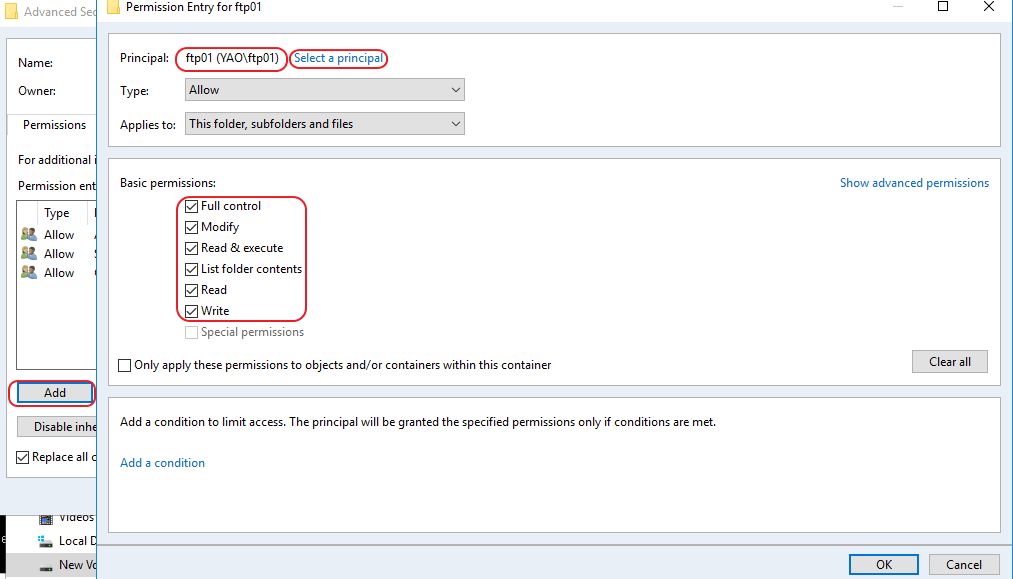 Advanced Sec
Permission Entry for ftp01
Name:
Owner:
Permissions
For additional i
Permission ent
Type
Allow
Allow
Allow
Add
Disable inhe
Replace all c
Videos
Local D
New Vo
Principal: ftp01 (YAO\ftp01) Select a principal
Type: Allow
Applies to: This folder, subfolders and files
Basic permissions: Show advanced permissions
Full control
Modify
Read & execute
List folder contents
Read
Write
Special permissions
Only apply these permissions to objects and/or containers within this container
Clear all
Add a condition to limit access. The principal will be granted the specified permissions only if conditions are met.
Add a condition
OK Cancel